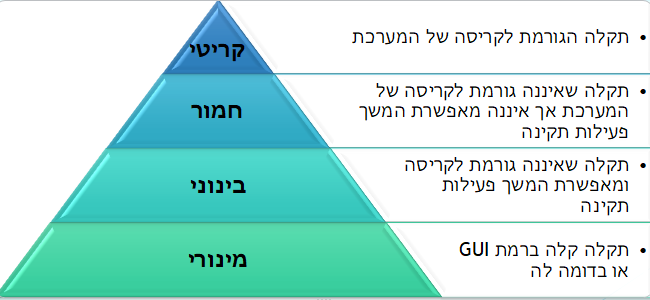 קריטי
• תקלה הגורמת לקריסה של המערכת
חמור
• תקלה שאיננה גורמת לקריסה של
המערכת אך איננה מאפשרת המשך
פעילות תקינה
בינוני
• תקלה שאיננה גורמת לקריסה
ומאפשרת המשך פעילות
תקינה
מינורי
• תקלה קלה ברמת GUI
או בדומה לה